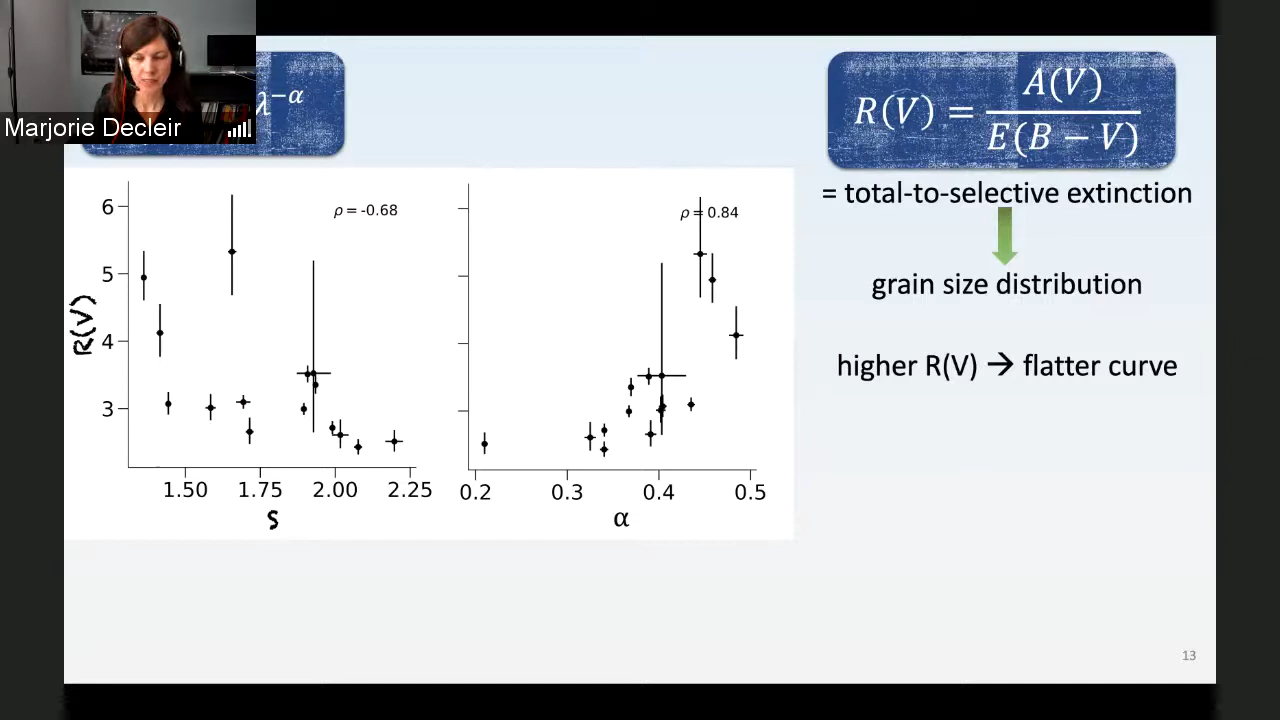 λ^{−α}
Marjorie Decleir
R(V) = A(V) / E(B − V)
= total-to-selective extinction
grain size distribution
higher R(V) → flatter curve
ρ = -0.68
ρ = 0.84
6
5
4
3
R(V)
1.50 1.75 2.00 2.25
0.2 0.3 0.4 0.5
S
α
13